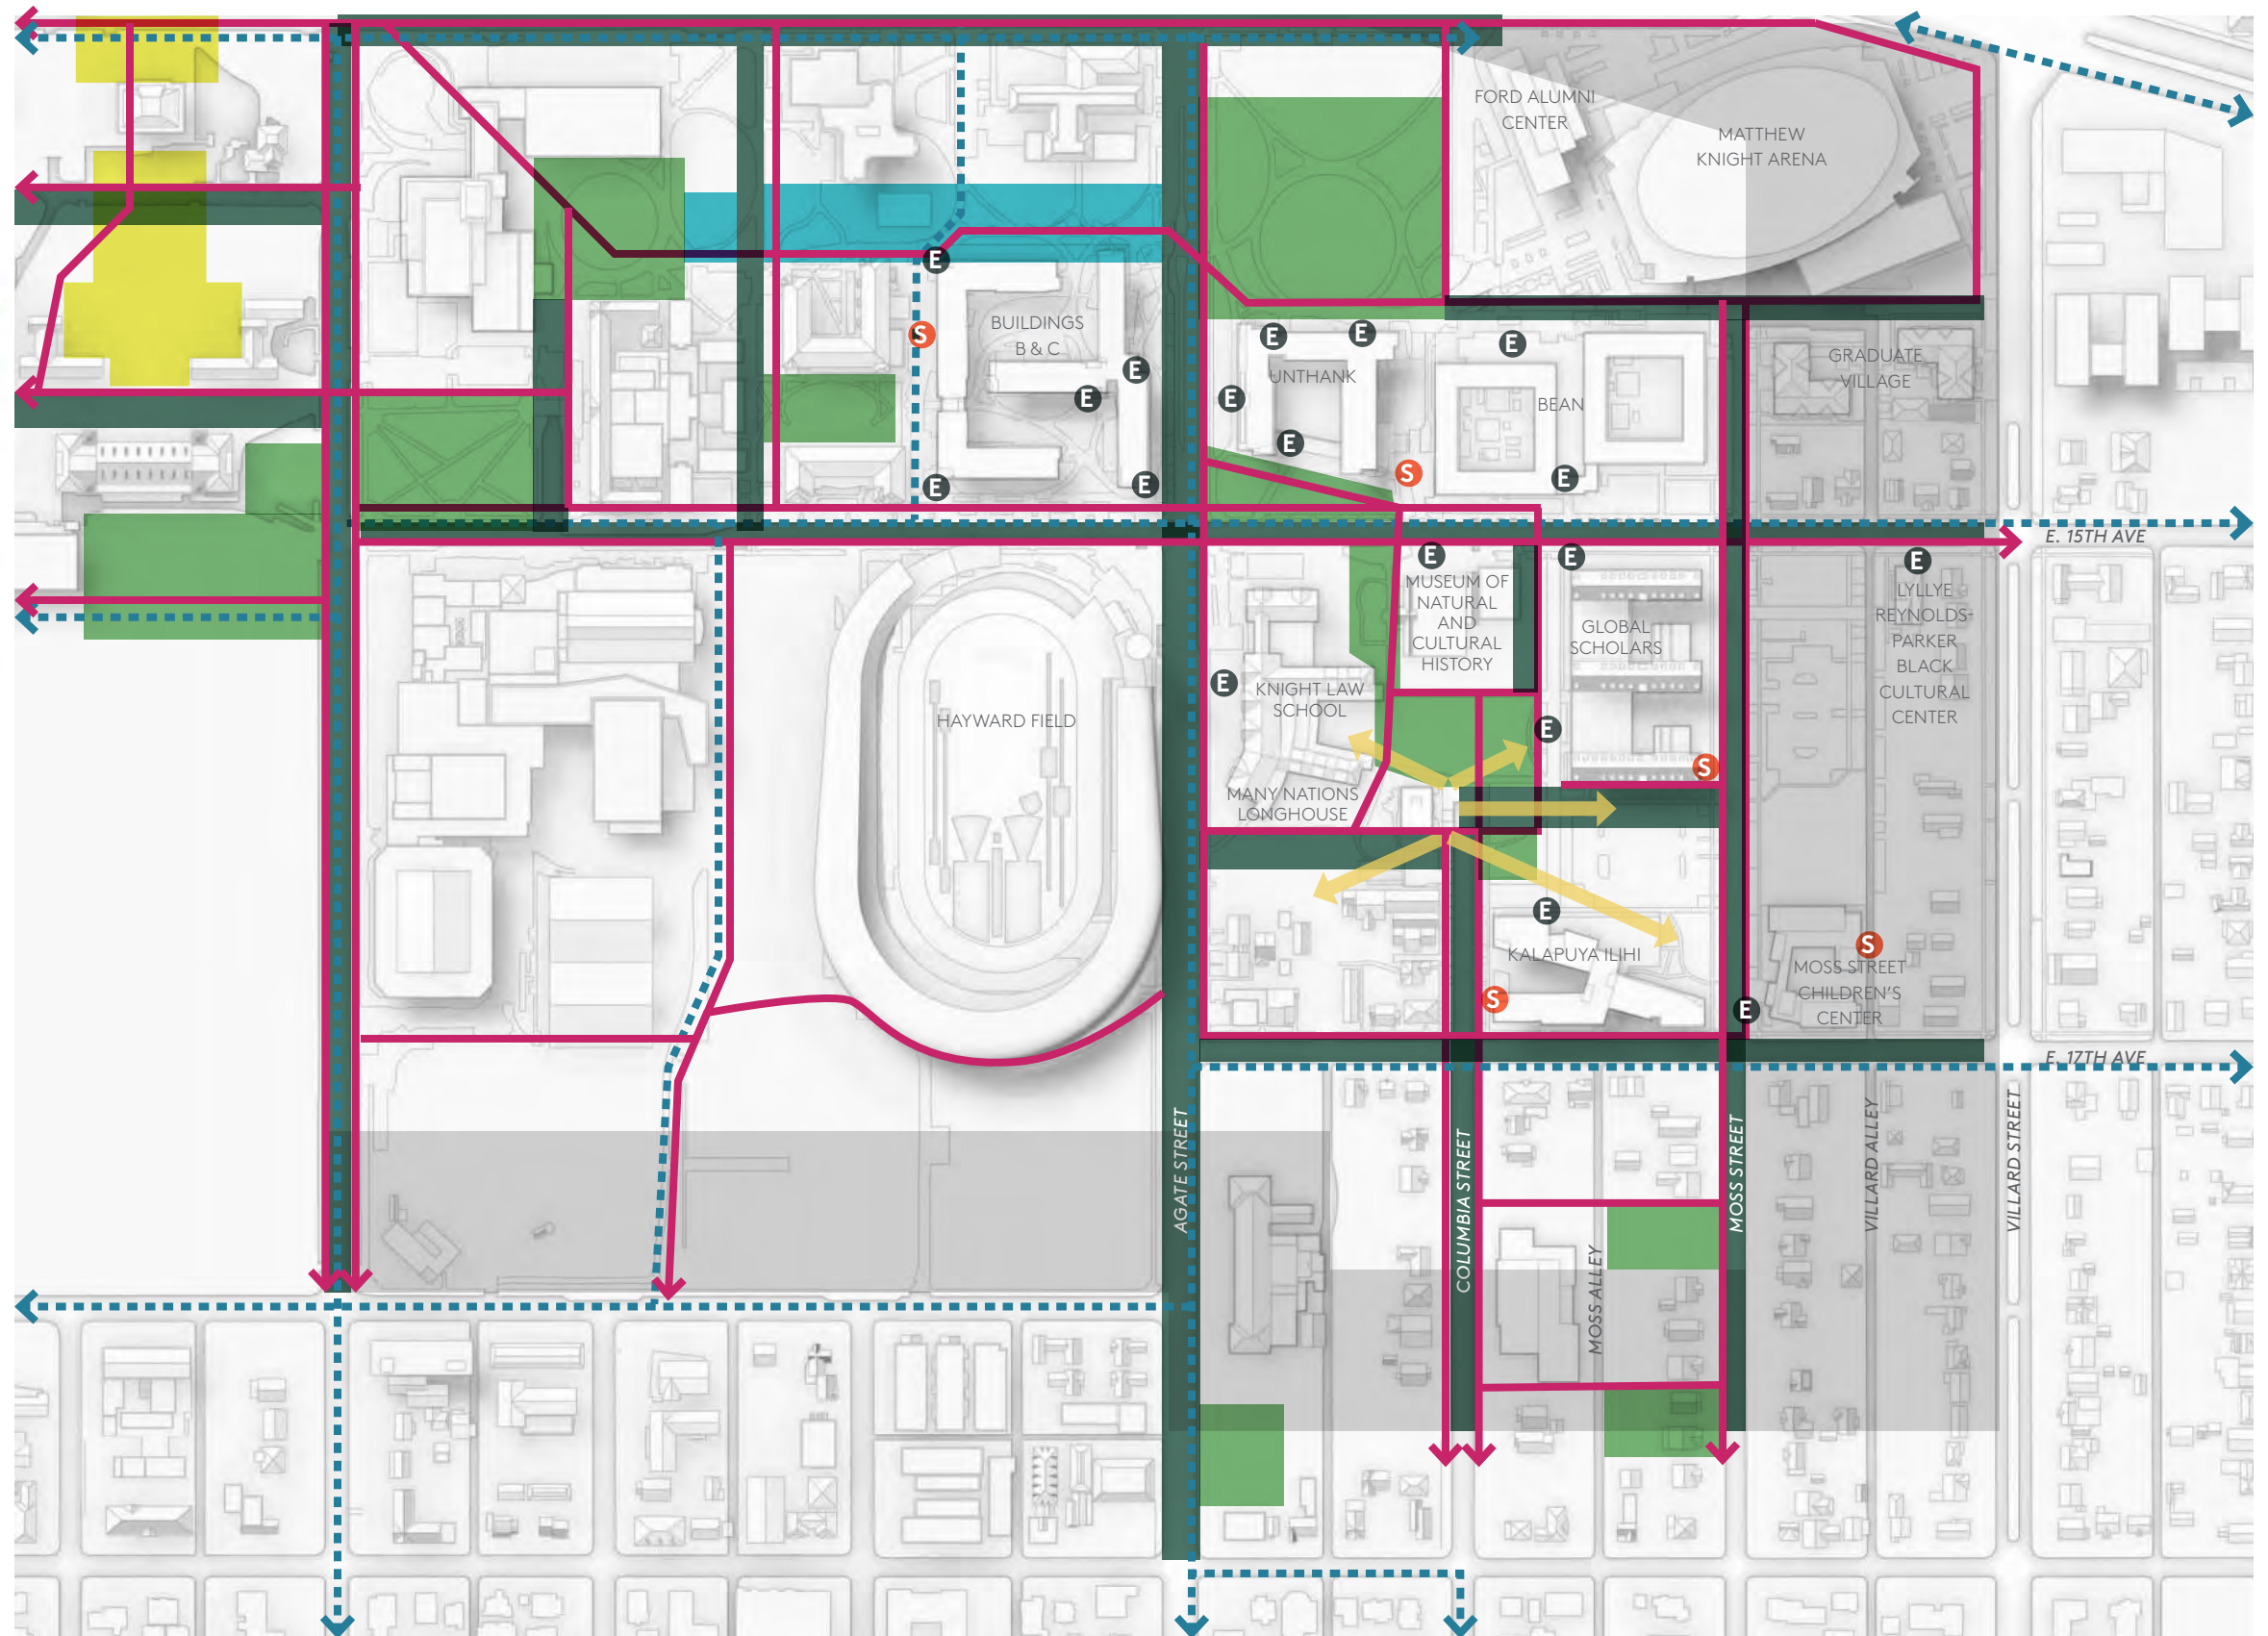 FORD ALUMNI
CENTER
MATTHEW
KNIGHT ARENA
E
S
BUILDINGS
B & C
E
E
E
E
E
E
UNTHANK
E
E
S
E
BEAN
E
GRADUATE
VILLAGE
E. 15TH AVE
E
MUSEUM OF
NATURAL
AND
CULTURAL
HISTORY
E
GLOBAL
SCHOLARS
E
LYLLYE
REYNOLDS-
PARKER
BLACK
CULTURAL
CENTER
E
KNIGHT LAW
SCHOOL
HAYWARD FIELD
E
S
MANY NATIONS
LONGHOUSE
E
KALAPUYA ILIHI
S
S
MOSS STREET
CHILDREN'S
CENTER
E
E. 17TH AVE
AGATE STREET
COLUMBIA STREET
MOSS ALLEY
MOSS STREET
VILLARD ALLEY
VILLARD STREET